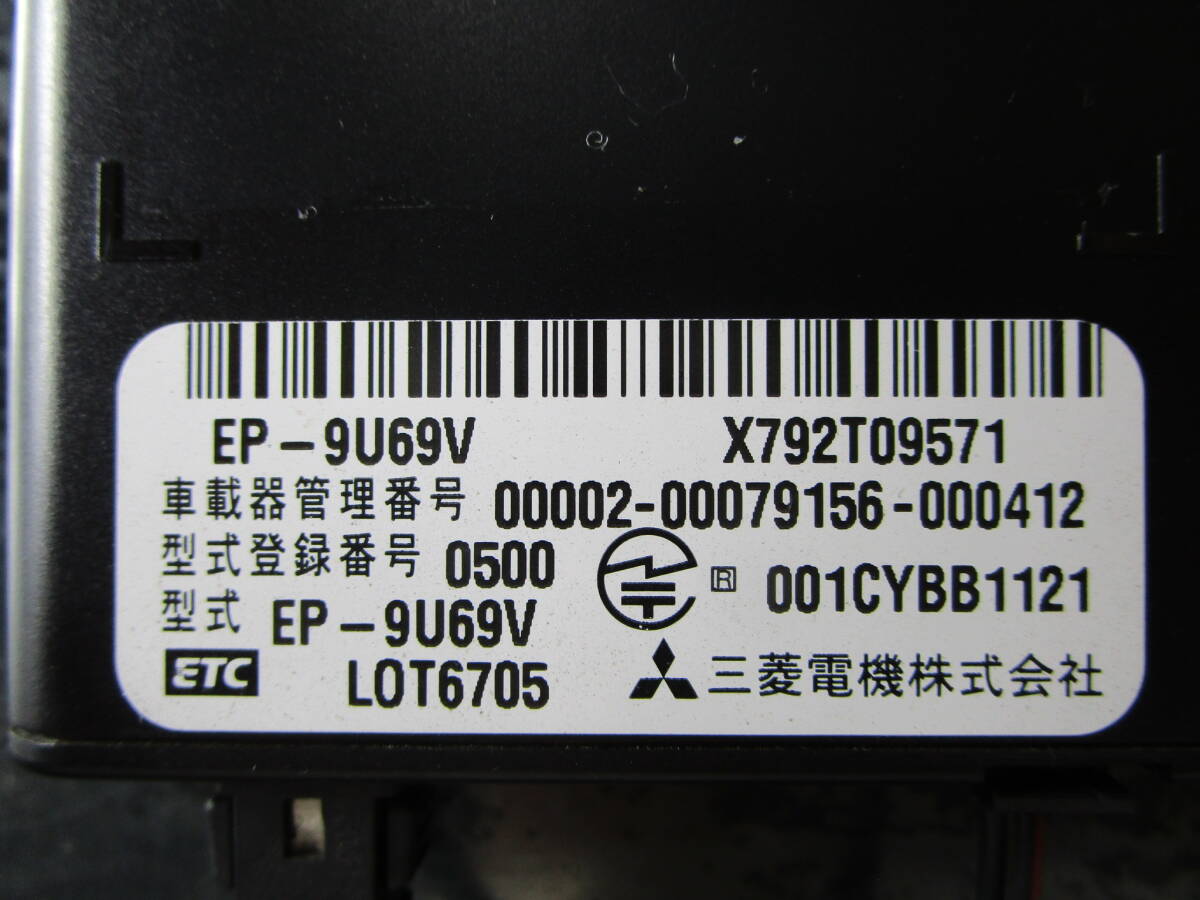 EP-9U69V X792T09571
車載器管理番号 00002-00079156-000412
型式登録番号 0500 R 001CYBB1121
型式 EP-9U69V
ETC LOT6705 三菱電機株式会社